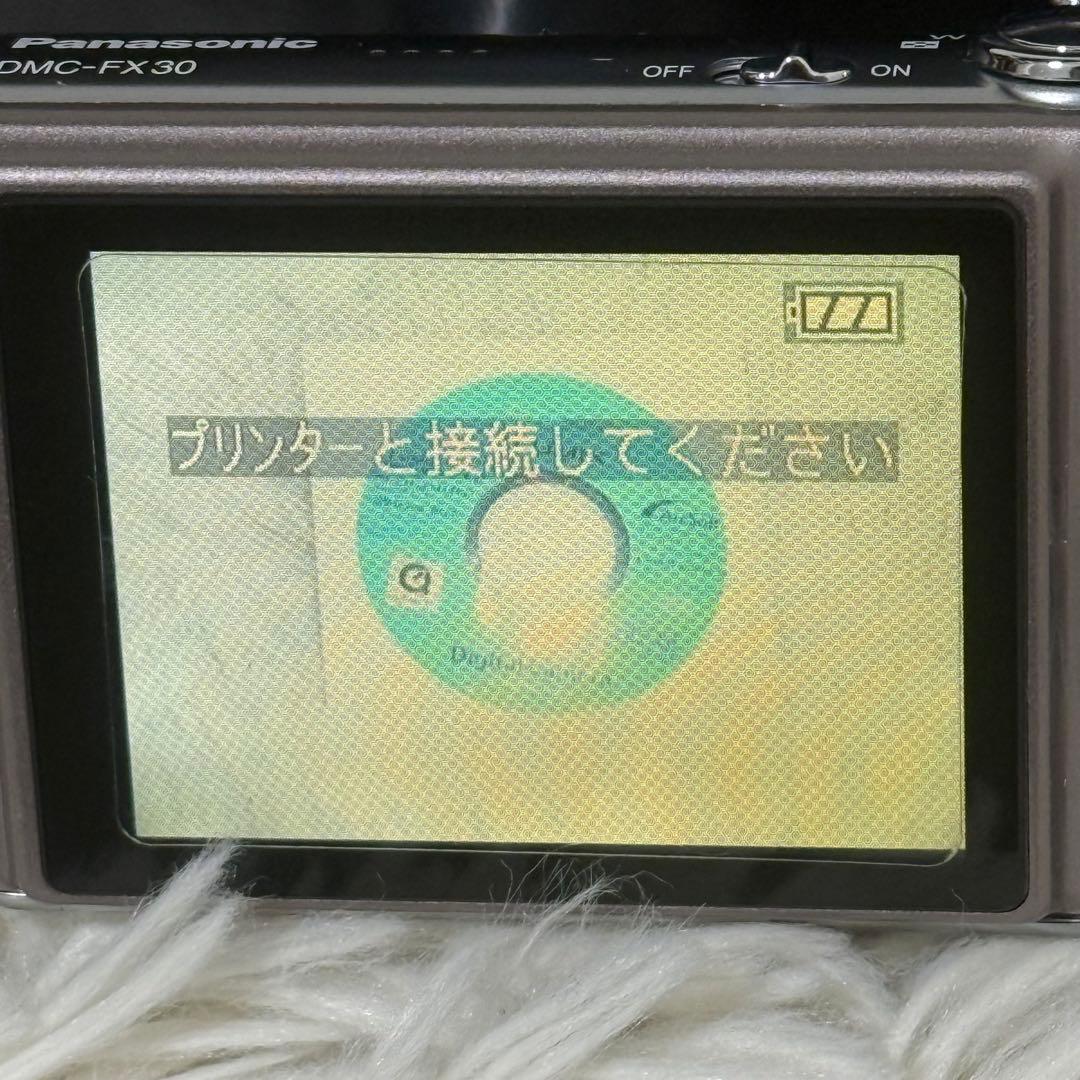 Panasonic
DMC-FX30
OFF
ON
プリンターと接続してください
Digital